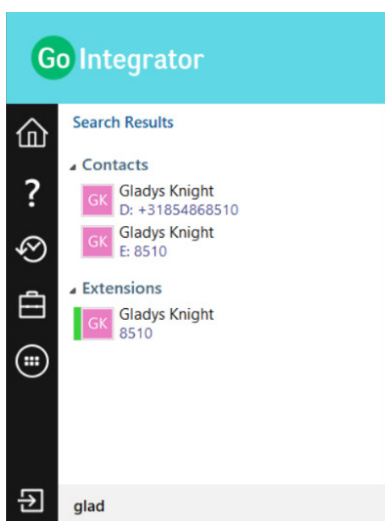 Go Integrator
Search Results
Contacts
GK
Gladys Knight
D: +31854868510
GK
Gladys Knight
E: 8510
Extensions
GK
Gladys Knight
8510
?
glad